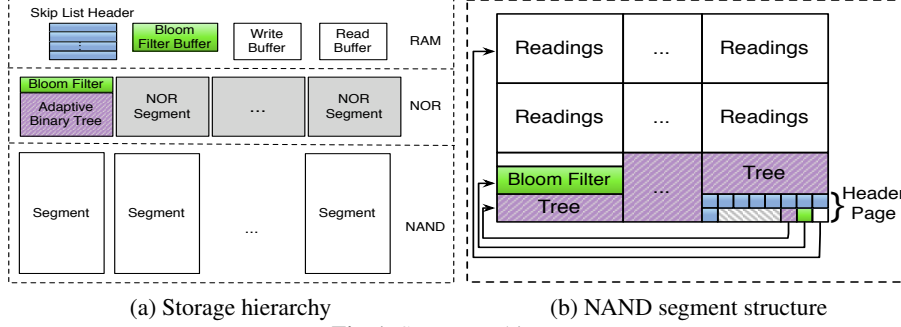 Skip List Header
Bloom
Filter Buffer
Write
Buffer
Read
Buffer
RAM
Bloom Filter
Adaptive
Binary Tree
NOR
Segment
...
NOR
Segment
NOR
Segment
Segment
...
Segment
NAND
(a) Storage hierarchy
Readings
...
Readings
Readings
...
Readings
Bloom Filter
Tree
...
Tree
Header
Page
(b) NAND segment structure